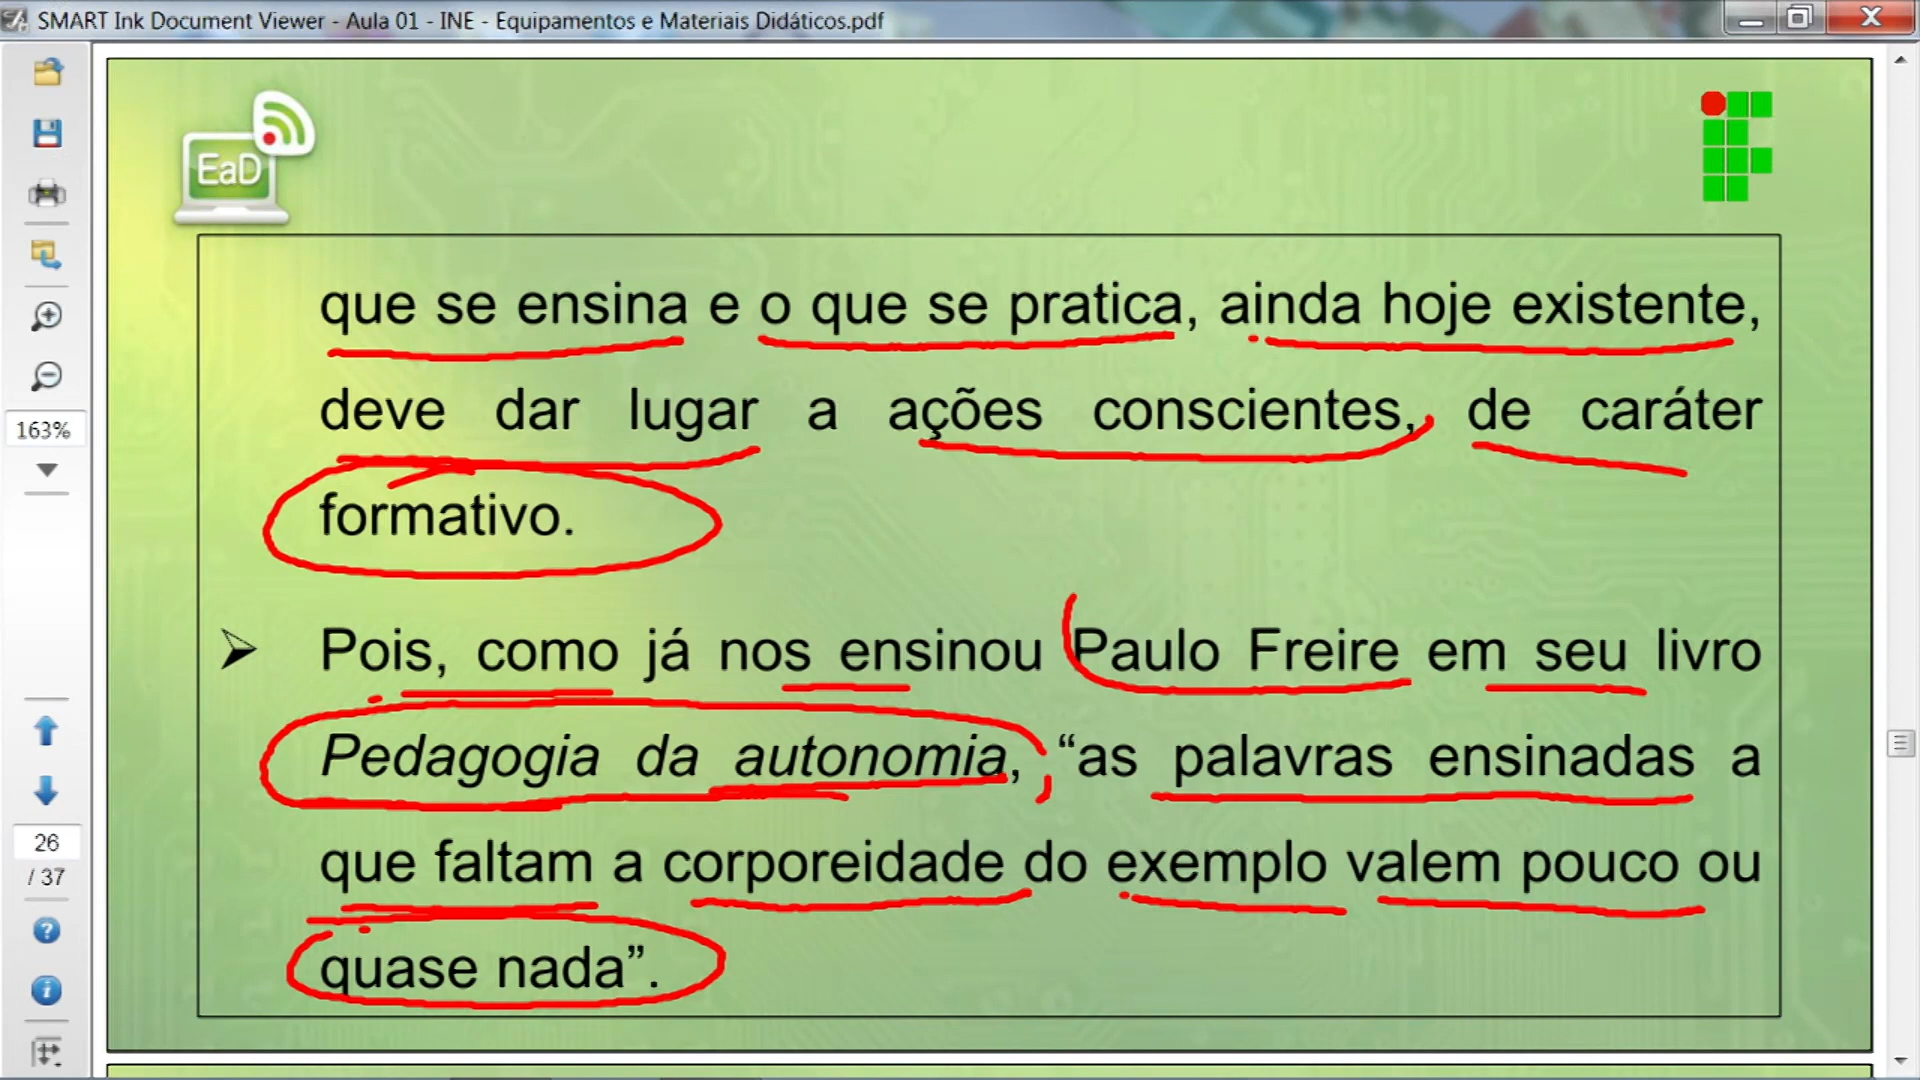 SMART Ink Document Viewer - Aula 01 - INE - Equipamentos e Materiais Didáticos.pdf
EaD
163%
26
/ 37
que se ensina e o que se pratica, ainda hoje existente,
deve dar lugar a ações conscientes, de caráter
formativo.
Pois, como já nos ensinou Paulo Freire em seu livro
Pedagogia da autonomia, “as palavras ensinadas a
que faltam a corporeidade do exemplo valem pouco ou
quase nada”.